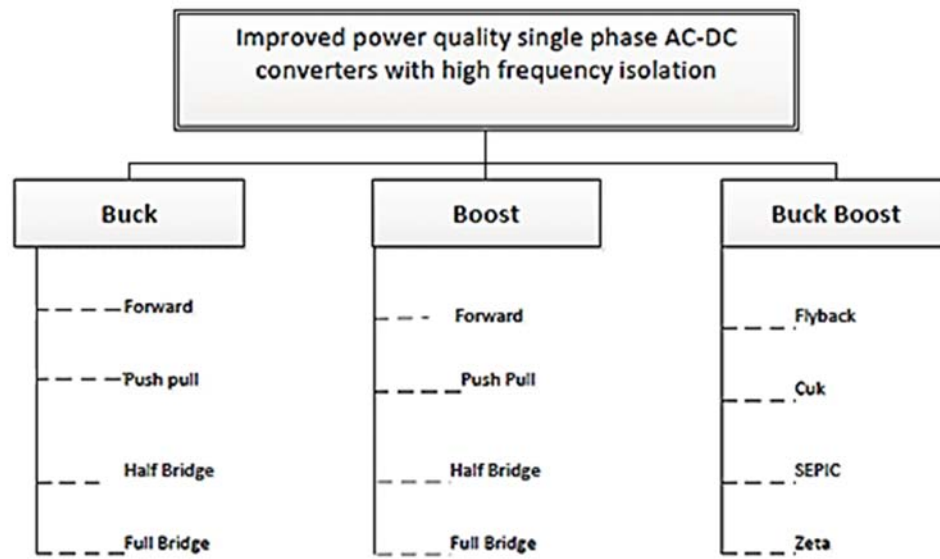 Improved power quality single phase AC-DC
converters with high frequency isolation
Buck
Boost
Buck Boost
Forward
Push pull
Half Bridge
Full Bridge
Forward
Push Pull
Half Bridge
Full Bridge
Flyback
Cuk
SEPIC
Zeta